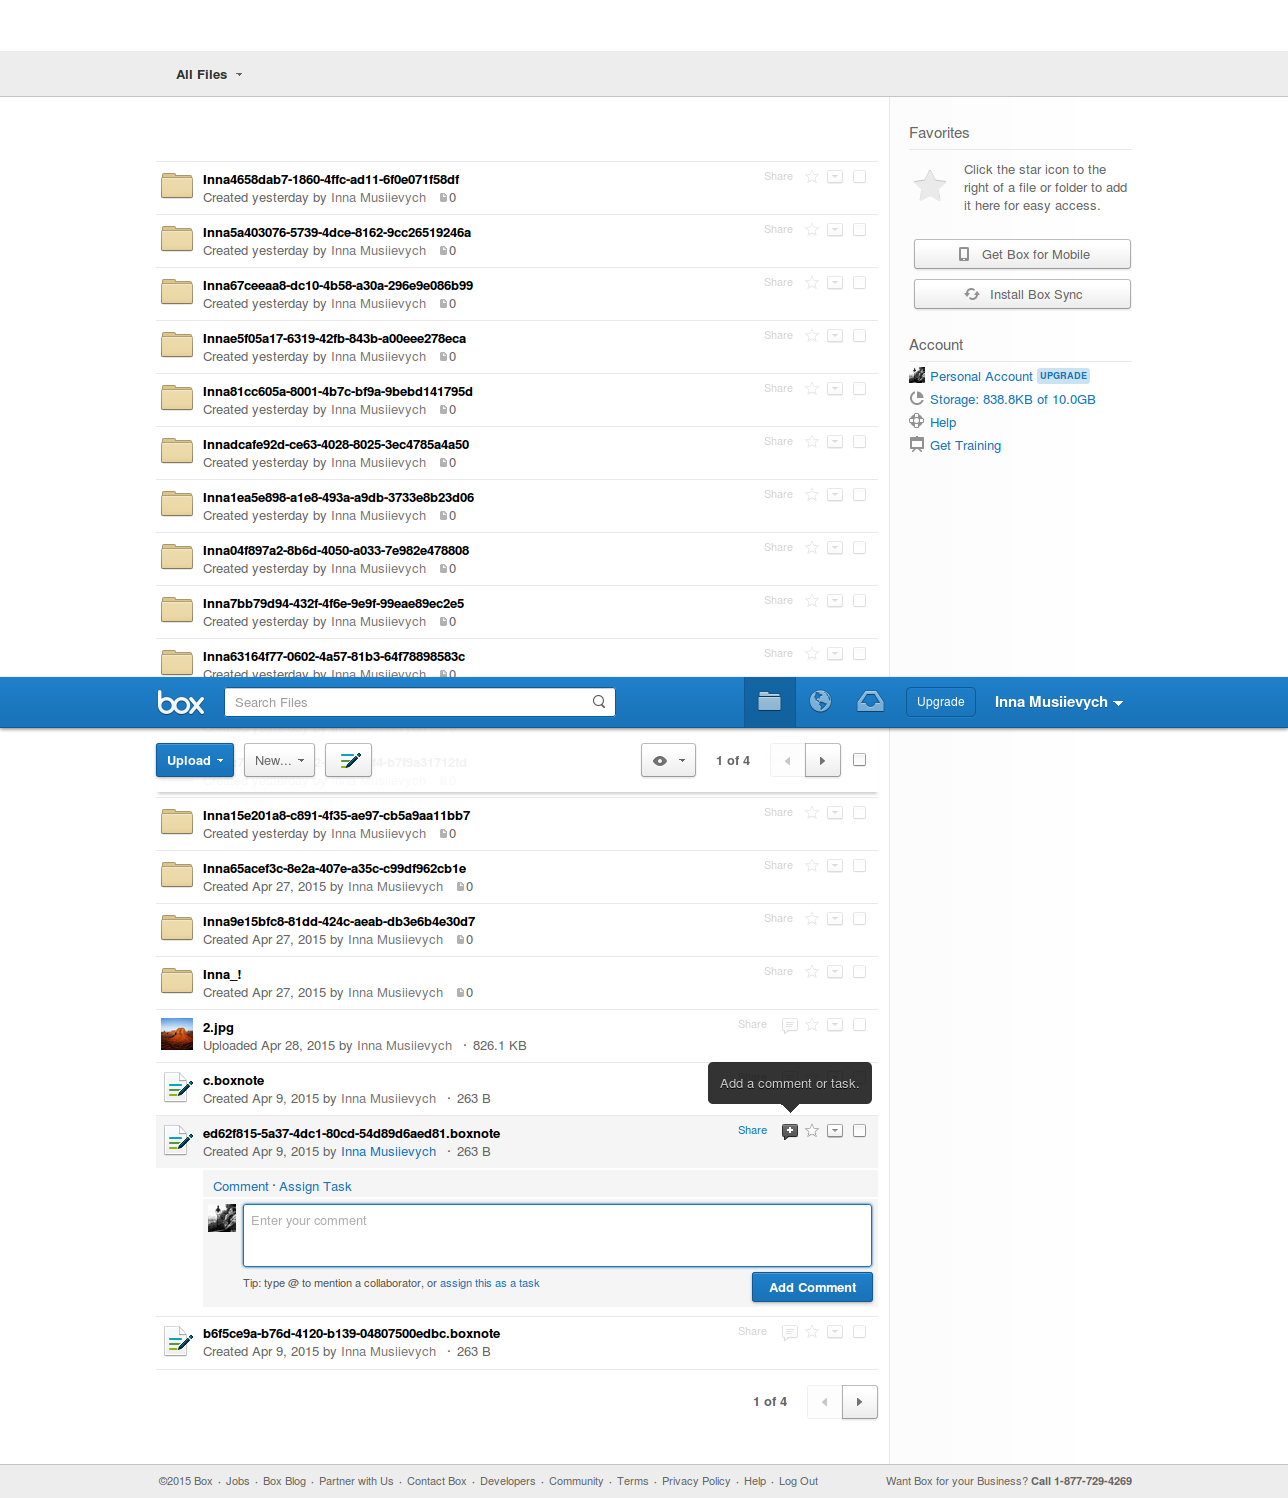 All Files
Favorites
Click the star icon to the
right of a file or folder to add
it here for easy access.
Get Box for Mobile
Install Box Sync
Account
Personal Account UPGRADE
Storage: 838.8KB of 10.0GB
Help
Get Training
Inna4658dab7-1860-4ffc-ad11-6f0e071f58df Share
Created yesterday by Inna Musiievych 0
Inna5a403076-5739-4dce-8162-9cc26519246a Share
Created yesterday by Inna Musiievych 0
Inna67ceeaa8-dc10-4b58-a30a-296e9e086b99 Share
Created yesterday by Inna Musiievych 0
Innae5f05a17-6319-42fb-843b-a00eee278eca Share
Created yesterday by Inna Musiievych 0
Inna81cc605a-8001-4b7c-bf9a-9bebd141795d Share
Created yesterday by Inna Musiievych 0
Innadcafe92d-ce63-4028-8025-3ec4785a4a50 Share
Created yesterday by Inna Musiievych 0
Inna1ea5e898-a1e8-493a-a9db-3733e8b23d06 Share
Created yesterday by Inna Musiievych 0
Inna04f897a2-8b6d-4050-a033-7e982e478808 Share
Created yesterday by Inna Musiievych 0
Inna7bb79d94-432f-4f6e-9e9f-99eae89ec2e5 Share
Created yesterday by Inna Musiievych 0
Inna63164f77-0602-4a57-81b3-64f78898583c Share
Created yesterday by Inna Musiievych 0
box Search Files Upgrade Inna Musiievych
Upload New... 1 of 4
Inna15e201a8-c891-4f35-ae97-cb5a9aa11bb7 Share
Created yesterday by Inna Musiievych 0
Inna65acef3c-8e2a-407e-a35c-c99df962cb1e Share
Created Apr 27, 2015 by Inna Musiievych 0
Inna9e15bfc8-81dd-424c-aeab-db3e6b4e30d7 Share
Created Apr 27, 2015 by Inna Musiievych 0
Inna_! Share
Created Apr 27, 2015 by Inna Musiievych 0
2.jpg Share
Uploaded Apr 28, 2015 by Inna Musiievych · 826.1 KB
c.boxnote
Created Apr 9, 2015 by Inna Musiievych · 263 B
Add a comment or task.
ed62f815-5a37-4dc1-80cd-54d89d6aed81.boxnote Share
Created Apr 9, 2015 by Inna Musiievych · 263 B
Comment · Assign Task
Enter your comment
Tip: type @ to mention a collaborator, or assign this as a task
Add Comment
b6f5ce9a-b76d-4120-b139-04807500edbc.boxnote Share
Created Apr 9, 2015 by Inna Musiievych · 263 B
1 of 4
©2015 Box · Jobs · Box Blog · Partner with Us · Contact Box · Developers · Community · Terms · Privacy Policy · Help · Log Out Want Box for your Business? Call 1-877-729-4269